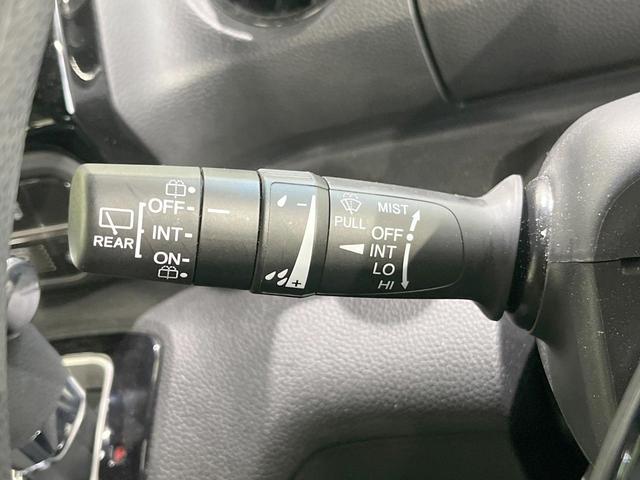 REAR
OFF
INT
ON
-
+
PULL
MIST
OFF
INT
LO
HI